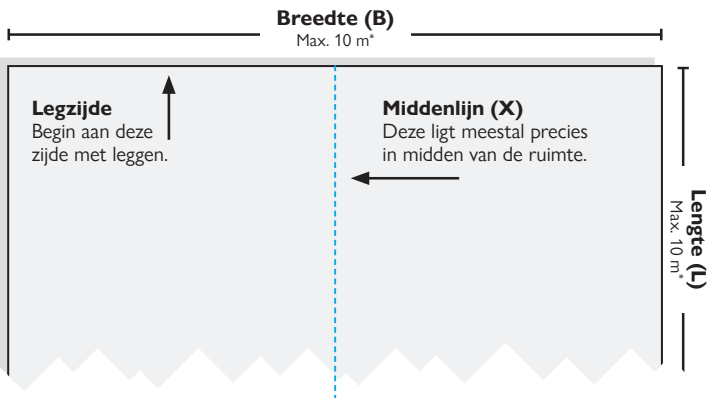 Breedte (B)
Max. 10 m*
Legzijde
Begin aan deze
zijde met leggen.
Middenlijn (X)
Deze ligt meestal precies
in midden van de ruimte.
Lengte (L)
Max. 10 m*